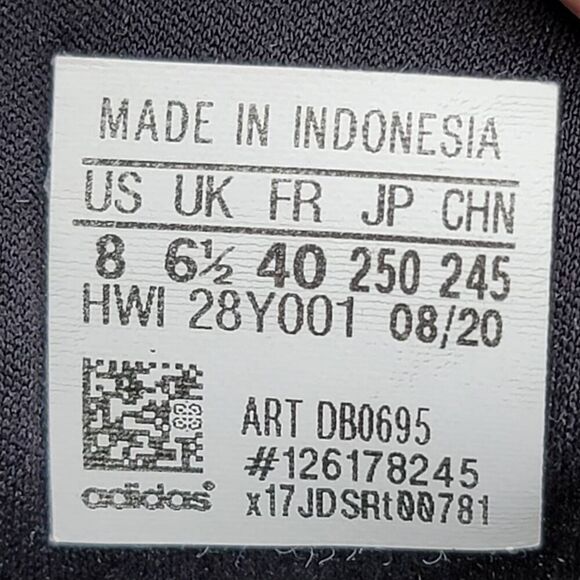 MADE IN INDONESIA
US UK FR JP CHN
8 6½ 40 250 245
HWI 28Y001 08/20
ART DB0695
#126178245
adidas x17JDSRt00781